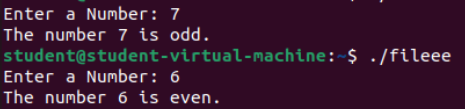 Enter a Number: 7
The number 7 is odd.
student@student-virtual-machine:~$ ./fileee
Enter a Number: 6
The number 6 is even.